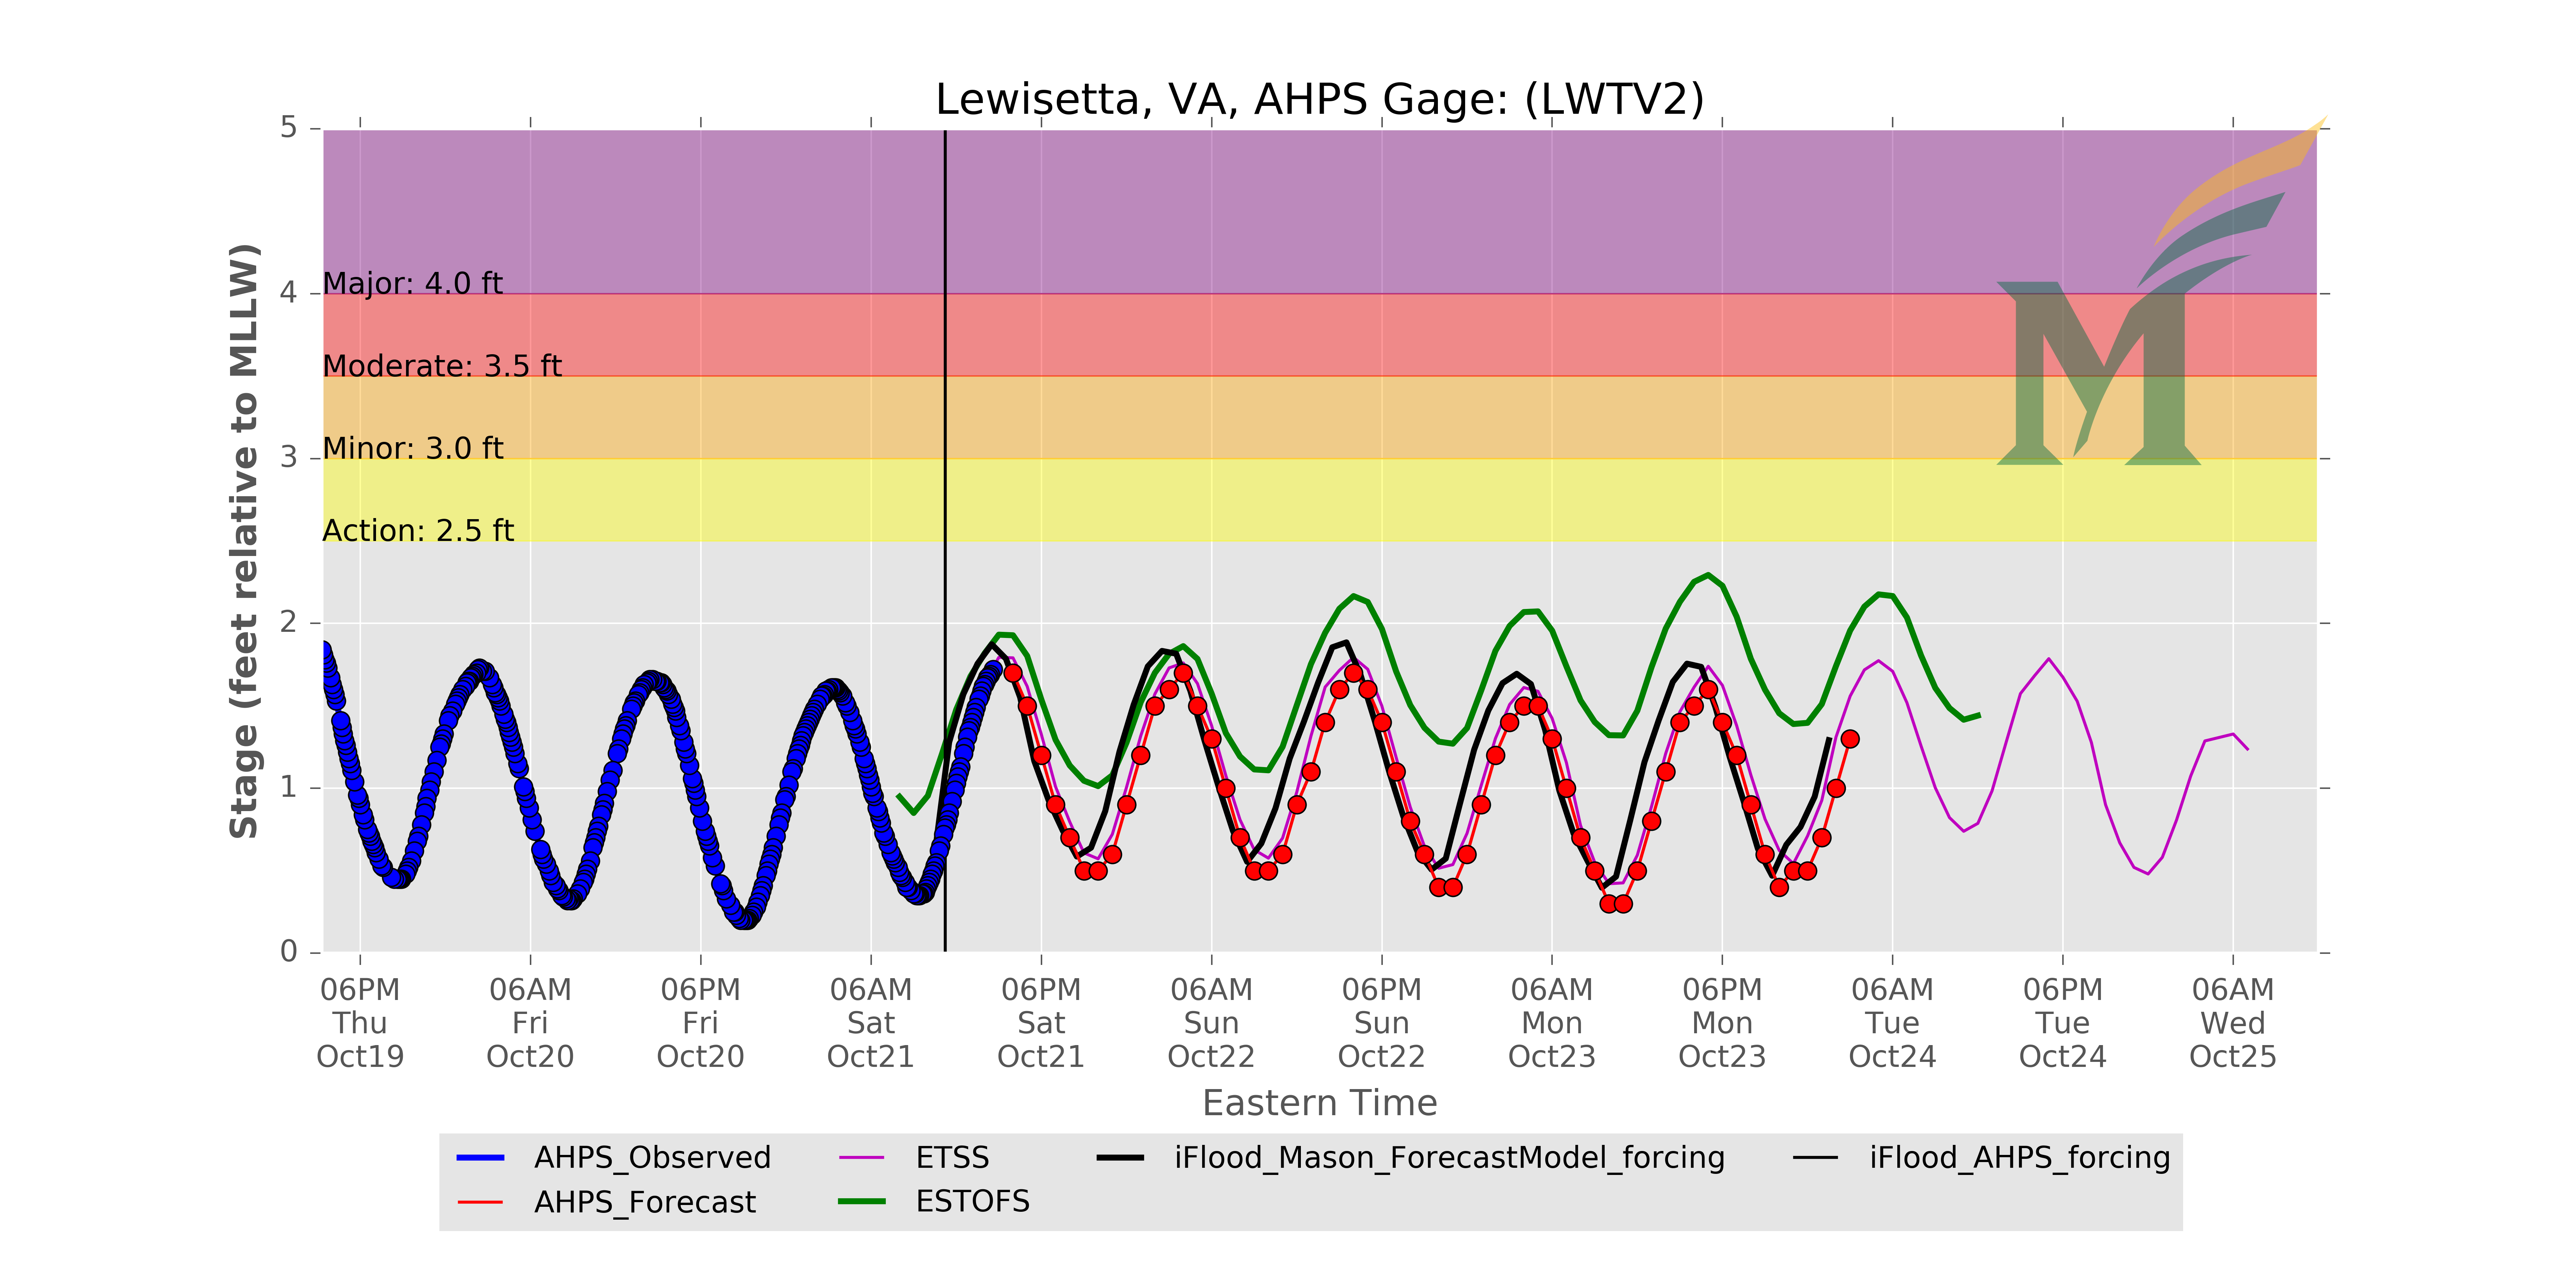 Lewisetta, VA, AHPS Gage: (LWTV2)
Stage (feet relative to MLLW)
5
4
3
2
1
0
Major: 4.0 ft
Moderate: 3.5 ft
Minor: 3.0 ft
Action: 2.5 ft
06PM 06AM 06PM 06AM 06PM 06AM 06PM 06AM 06PM 06AM 06PM 06AM
Thu Fri Fri Sat Sat Sun Sun Mon Mon Tue Tue Wed
Oct19 Oct20 Oct20 Oct21 Oct21 Oct22 Oct22 Oct23 Oct23 Oct24 Oct24 Oct25
Eastern Time
AHPS_Observed ETSS iFlood_Mason_ForecastModel_forcing iFlood_AHPS_forcing
AHPS_Forecast ESTOFS
M